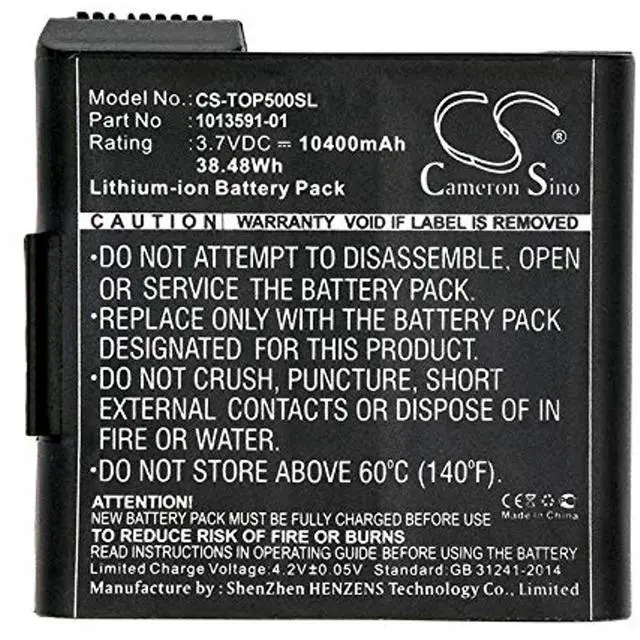 Model No.: CS-TOP500SL
Part No : 1013591-01
Rating : 3.7VDC ⎓ 10400mAh
38.48Wh
Lithium-ion Battery Pack
CS ®
Cameron Sino
CAUTION WARRANTY VOID IF LABEL IS REMOVED
•DO NOT ATTEMPT TO DISASSEMBLE, OPEN
OR SERVICE THE BATTERY PACK.
•REPLACE ONLY WITH THE BATTERY PACK
DESIGNATED FOR THIS PRODUCT.
•DO NOT CRUSH, PUNCTURE, SHORT
EXTERNAL CONTACTS OR DISPOSE OF IN
FIRE OR WATER.
•DO NOT STORE ABOVE 60°C (140°F).
ATTENTION!
NEW BATTERY PACK MUST BE FULLY CHARGED BEFORE USE
TO REDUCE RISK OF FIRE OR BURNS
READ INSTRUCTIONS IN OPERATING GUIDE BEFORE USING
CE
Made in China
Limited Charge Voltage:4.2V±0.05V Standard:GB 31241-2014
Manufacture by : ShenZhen HENZENS Technology Co., Limited